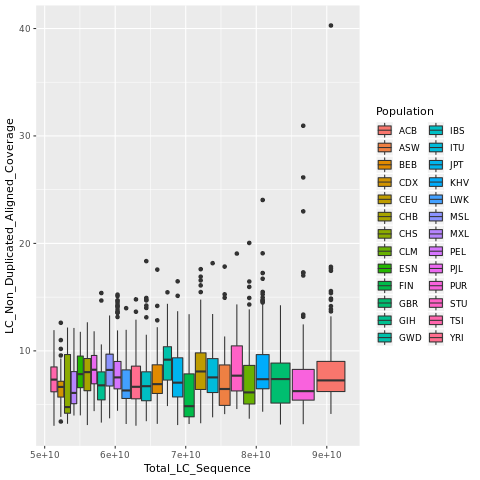 40
30
20
10
LC_Non_Duplicated_Aligned_Coverage
5e+10 6e+10 7e+10 8e+10 9e+10
Total_LC_Sequence
Population
ACB IBS
ASW ITU
BEB JPT
CDX KHV
CEU LWK
CHB MSL
CHS MXL
CLM PEL
ESN PJL
FIN PUR
GBR STU
GIH TSI
GWD YRI